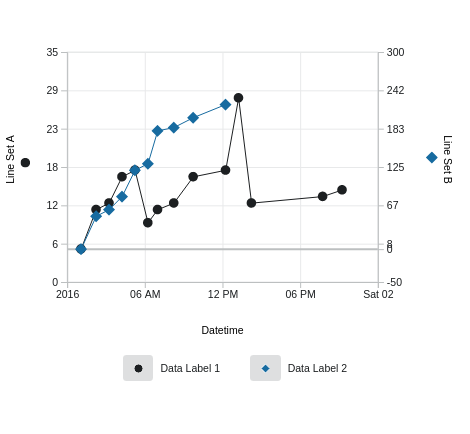 35
29
23
18
12
6
0
300
242
183
125
67
8
0
-50
Line Set A
Line Set B
2016
06 AM
12 PM
06 PM
Sat 02
Datetime
Data Label 1
Data Label 2